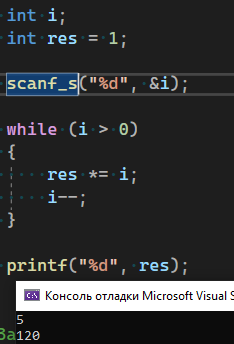 int i;
int res = 1;
scanf_s("%d", &i);
while (i > 0)
{
res *= i;
i--;
}
printf("%d", res);
Консоль отладки Microsoft Visual S
5
120